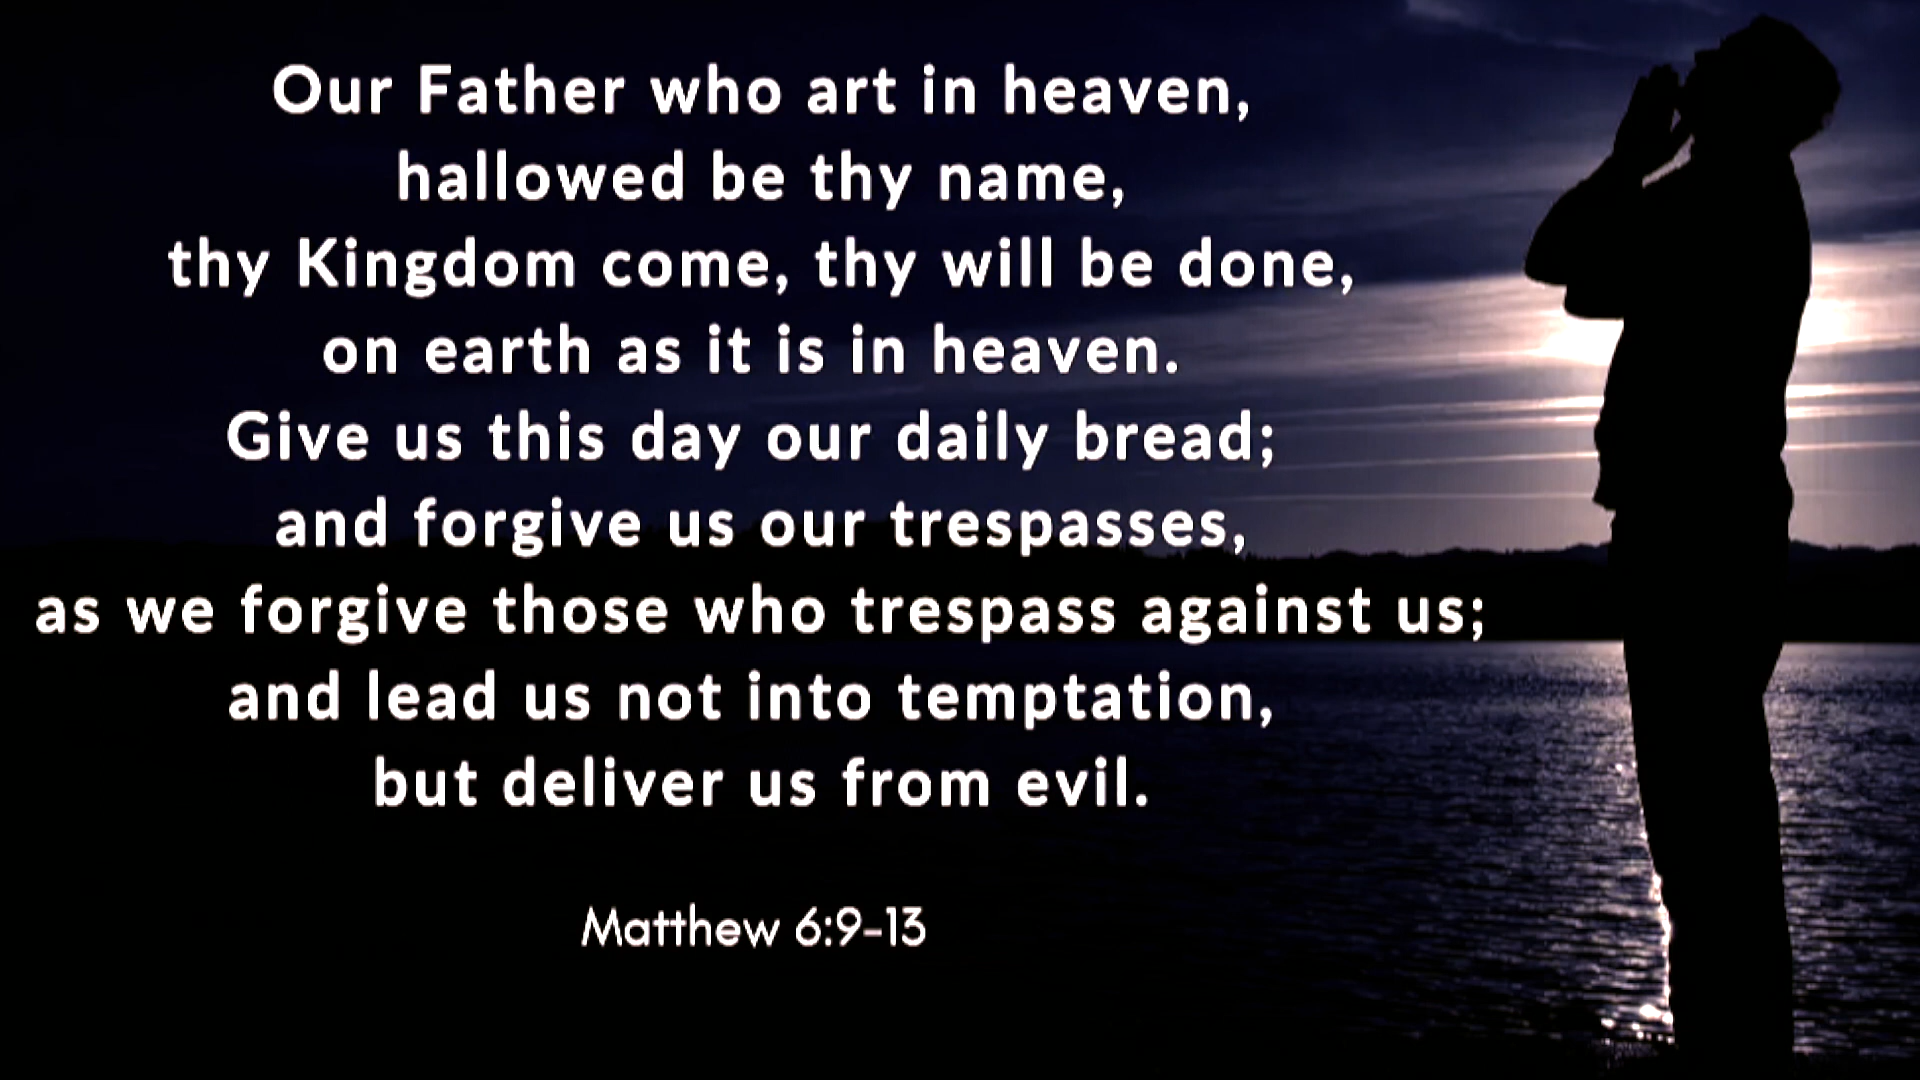 Our Father who art in heaven,
hallowed be thy name,
thy Kingdom come, thy will be done,
on earth as it is in heaven.
Give us this day our daily bread;
and forgive us our trespasses,
as we forgive those who trespass against us;
and lead us not into temptation,
but deliver us from evil.
Matthew 6:9-13